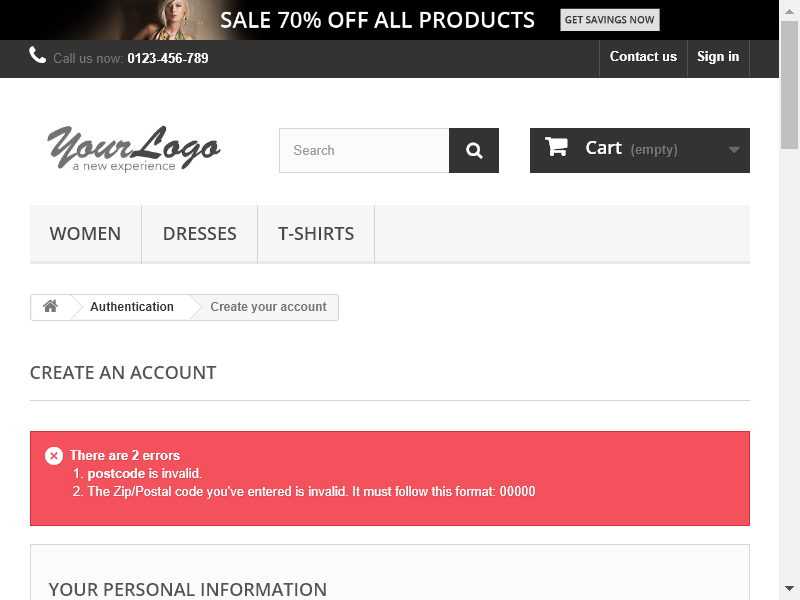 SALE 70% OFF ALL PRODUCTS GET SAVINGS NOW
Call us now: 0123-456-789 Contact us Sign in
YourLogo
a new experience
Search
Cart (empty)
WOMEN DRESSES T-SHIRTS
Authentication Create your account
CREATE AN ACCOUNT
There are 2 errors
1. postcode is invalid.
2. The Zip/Postal code you've entered is invalid. It must follow this format: 00000
YOUR PERSONAL INFORMATION